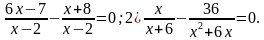 (6x−7)/(x−2) − (x+8)/(x−2) = 0 ; 2¿ x/(x+6) − 36/(x²+6x) = 0.